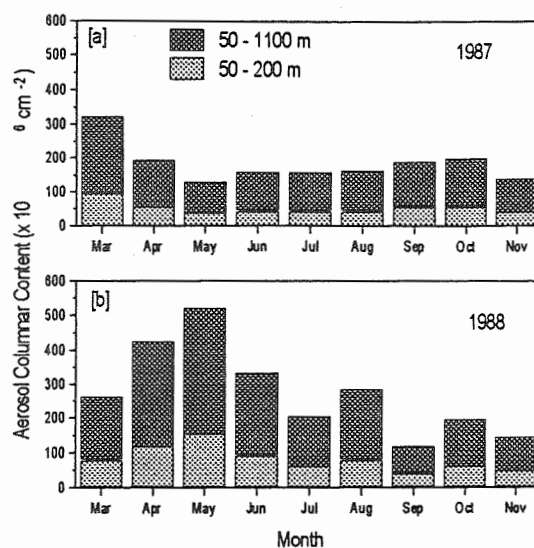 [a]
50 - 1100 m
50 - 200 m
1987
600
500
400
300
200
100
0
Mar Apr May Jun Jul Aug Sep Oct Nov
[b]
1988
600
500
400
300
200
100
0
Mar Apr May Jun Jul Aug Sep Oct Nov
Month
Aerosol Columnar Content (x 10 6 cm -2)